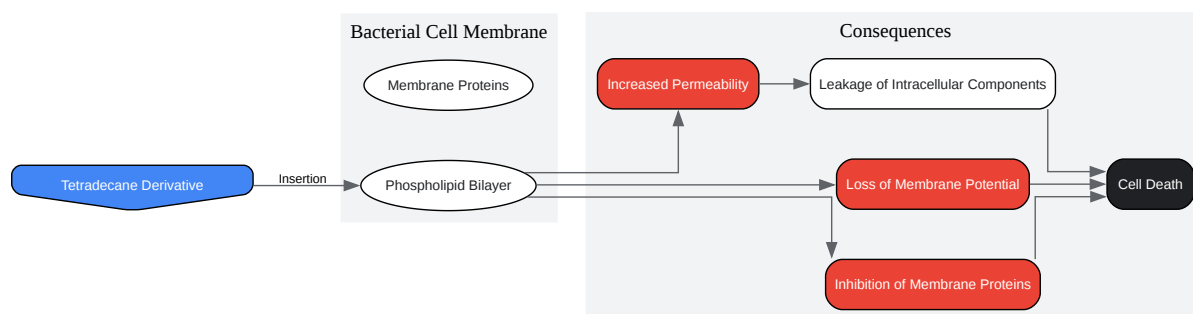 Bacterial Cell Membrane
Consequences
Membrane Proteins
Increased Permeability
Leakage of Intracellular Components
Tetradecane Derivative
Insertion
Phospholipid Bilayer
Loss of Membrane Potential
Cell Death
Inhibition of Membrane Proteins